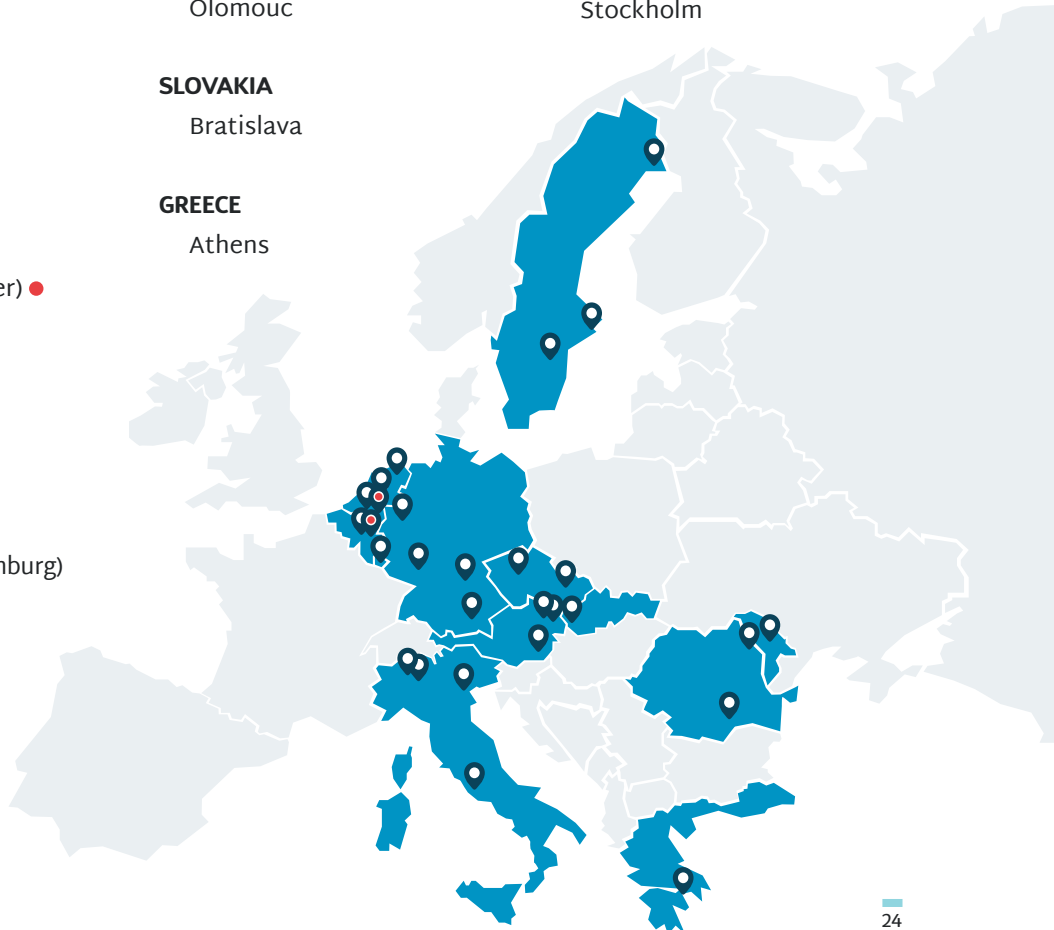 Olomouc
SLOVAKIA
Bratislava
GREECE
Athens
er)
nburg)
Stockholm
24